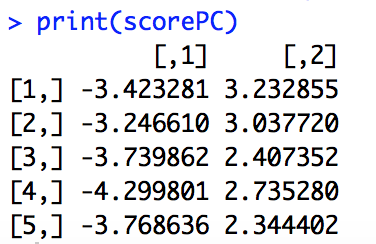 > print(scorePC)
[,1] [,2]
[1,] -3.423281 3.232855
[2,] -3.246610 3.037720
[3,] -3.739862 2.407352
[4,] -4.299801 2.735280
[5,] -3.768636 2.344402